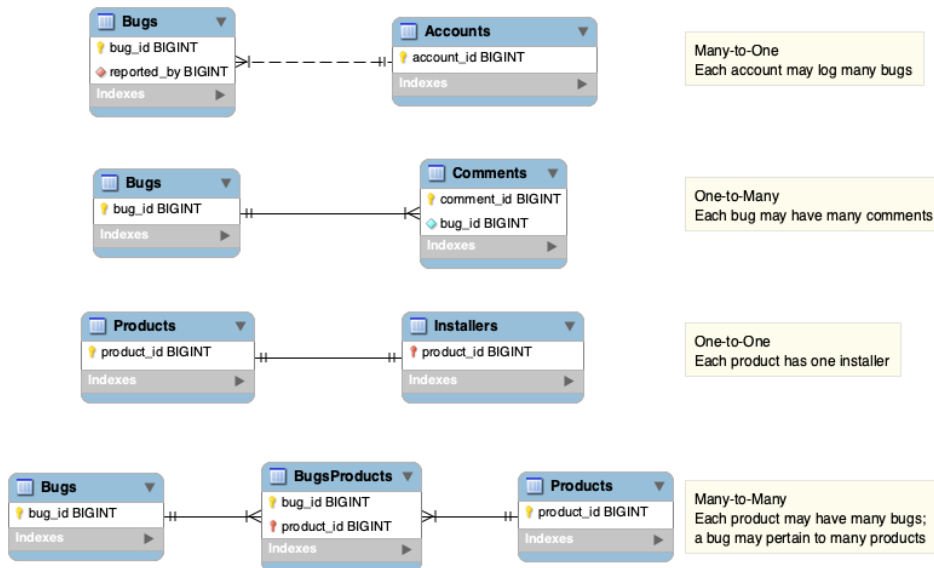 Bugs
bug_id BIGINT
reported_by BIGINT
Indexes
Accounts
account_id BIGINT
Indexes
Many-to-One
Each account may log many bugs
Bugs
bug_id BIGINT
Indexes
Comments
comment_id BIGINT
bug_id BIGINT
Indexes
One-to-Many
Each bug may have many comments
Products
product_id BIGINT
Indexes
Installers
product_id BIGINT
Indexes
One-to-One
Each product has one installer
Bugs
bug_id BIGINT
Indexes
BugsProducts
bug_id BIGINT
product_id BIGINT
Indexes
Products
product_id BIGINT
Indexes
Many-to-Many
Each product may have many bugs;
a bug may pertain to many products